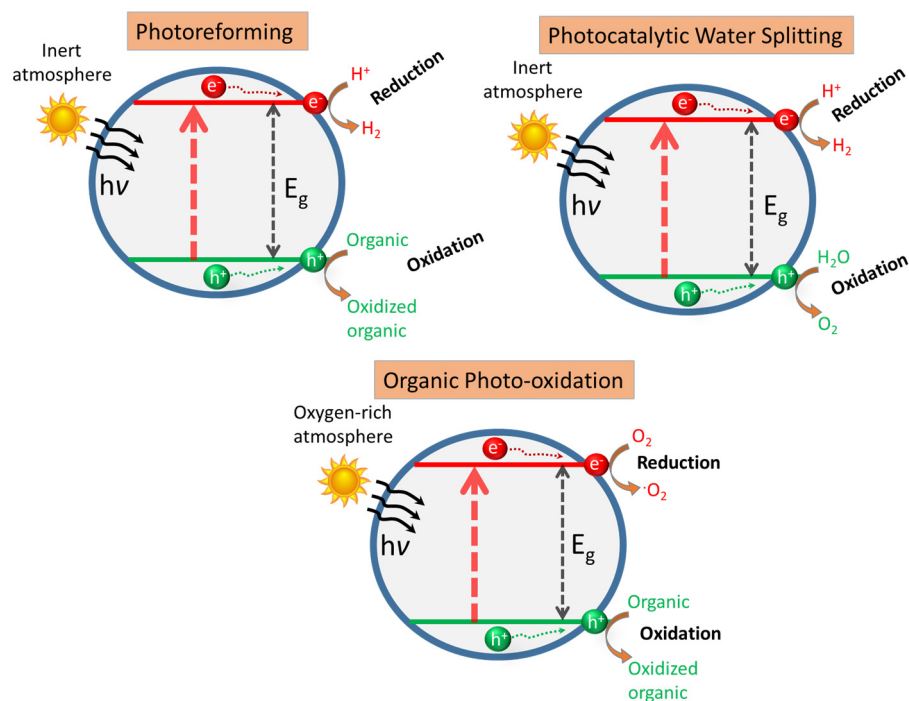 Photoreforming
Inert
atmosphere
hν
e⁻
e⁻
H⁺
H₂
Reduction
E_g
h⁺
h⁺
Organic
Oxidized
organic
Oxidation
Photocatalytic Water Splitting
Inert
atmosphere
hν
e⁻
e⁻
H⁺
H₂
Reduction
E_g
h⁺
h⁺
H₂O
O₂
Oxidation
Organic Photo-oxidation
Oxygen-rich
atmosphere
hν
e⁻
e⁻
O₂
Reduction
·O₂
E_g
h⁺
h⁺
Organic
Oxidation
Oxidized
organic